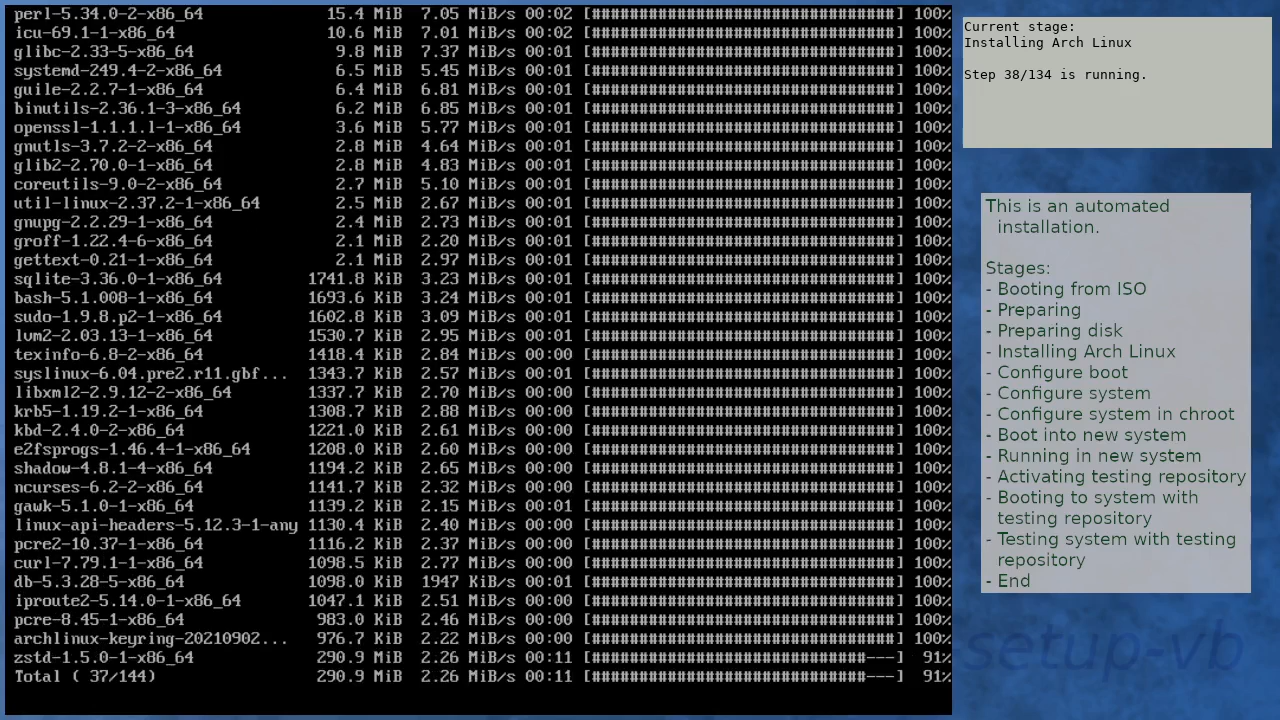 perl-5.34.0-2-x86_64 15.4 MiB 7.05 MiB/s 00:02 [################################] 100%
icu-69.1-1-x86_64 10.6 MiB 7.01 MiB/s 00:02 [################################] 100%
glibc-2.33-5-x86_64 9.8 MiB 7.37 MiB/s 00:01 [################################] 100%
systemd-249.4-2-x86_64 6.5 MiB 5.45 MiB/s 00:01 [################################] 100%
guile-2.2.7-1-x86_64 6.4 MiB 6.81 MiB/s 00:01 [################################] 100%
binutils-2.36.1-3-x86_64 6.2 MiB 6.85 MiB/s 00:01 [################################] 100%
openssl-1.1.1.l-1-x86_64 3.6 MiB 5.77 MiB/s 00:01 [################################] 100%
gnutls-3.7.2-2-x86_64 2.8 MiB 4.64 MiB/s 00:01 [################################] 100%
glib2-2.70.0-1-x86_64 2.8 MiB 4.83 MiB/s 00:01 [################################] 100%
coreutils-9.0-2-x86_64 2.7 MiB 5.10 MiB/s 00:01 [################################] 100%
util-linux-2.37.2-1-x86_64 2.5 MiB 2.67 MiB/s 00:01 [################################] 100%
gnupg-2.2.29-1-x86_64 2.4 MiB 2.73 MiB/s 00:01 [################################] 100%
groff-1.22.4-6-x86_64 2.1 MiB 2.20 MiB/s 00:01 [################################] 100%
gettext-0.21-1-x86_64 2.1 MiB 2.97 MiB/s 00:01 [################################] 100%
sqlite-3.36.0-1-x86_64 1741.8 KiB 3.23 MiB/s 00:01 [################################] 100%
bash-5.1.008-1-x86_64 1693.6 KiB 3.24 MiB/s 00:01 [################################] 100%
sudo-1.9.8.p2-1-x86_64 1602.8 KiB 3.09 MiB/s 00:01 [################################] 100%
lvm2-2.03.13-1-x86_64 1530.7 KiB 2.95 MiB/s 00:01 [################################] 100%
texinfo-6.8-2-x86_64 1418.4 KiB 2.84 MiB/s 00:00 [################################] 100%
syslinux-6.04.pre2.r11.gbf... 1343.7 KiB 2.57 MiB/s 00:01 [################################] 100%
libxml2-2.9.12-2-x86_64 1337.7 KiB 2.70 MiB/s 00:00 [################################] 100%
krb5-1.19.2-1-x86_64 1308.7 KiB 2.88 MiB/s 00:00 [################################] 100%
kbd-2.4.0-2-x86_64 1221.0 KiB 2.61 MiB/s 00:00 [################################] 100%
e2fsprogs-1.46.4-1-x86_64 1208.0 KiB 2.60 MiB/s 00:00 [################################] 100%
shadow-4.8.1-4-x86_64 1194.2 KiB 2.65 MiB/s 00:00 [################################] 100%
ncurses-6.2-2-x86_64 1141.7 KiB 2.32 MiB/s 00:00 [################################] 100%
gawk-5.1.0-1-x86_64 1139.2 KiB 2.15 MiB/s 00:01 [################################] 100%
linux-api-headers-5.12.3-1-any 1130.4 KiB 2.40 MiB/s 00:00 [################################] 100%
pcre2-10.37-1-x86_64 1116.2 KiB 2.37 MiB/s 00:00 [################################] 100%
curl-7.79.1-1-x86_64 1098.5 KiB 2.77 MiB/s 00:00 [################################] 100%
db-5.3.28-5-x86_64 1098.0 KiB 1947 KiB/s 00:01 [################################] 100%
iproute2-5.14.0-1-x86_64 1047.1 KiB 2.51 MiB/s 00:00 [################################] 100%
pcre-8.45-1-x86_64 983.0 KiB 2.46 MiB/s 00:00 [################################] 100%
archlinux-keyring-20210902... 976.7 KiB 2.22 MiB/s 00:00 [################################] 100%
zstd-1.5.0-1-x86_64 290.9 MiB 2.26 MiB/s 00:11 [#############################---] 91%
Total ( 37/144) 290.9 MiB 2.26 MiB/s 00:11 [#############################---] 91%
Current stage:
Installing Arch Linux
Step 38/134 is running.
This is an automated
installation.
Stages:
- Booting from ISO
- Preparing
- Preparing disk
- Installing Arch Linux
- Configure boot
- Configure system
- Configure system in chroot
- Boot into new system
- Running in new system
- Activating testing repository
- Booting to system with
testing repository
- Testing system with testing
repository
- End
setup-vb